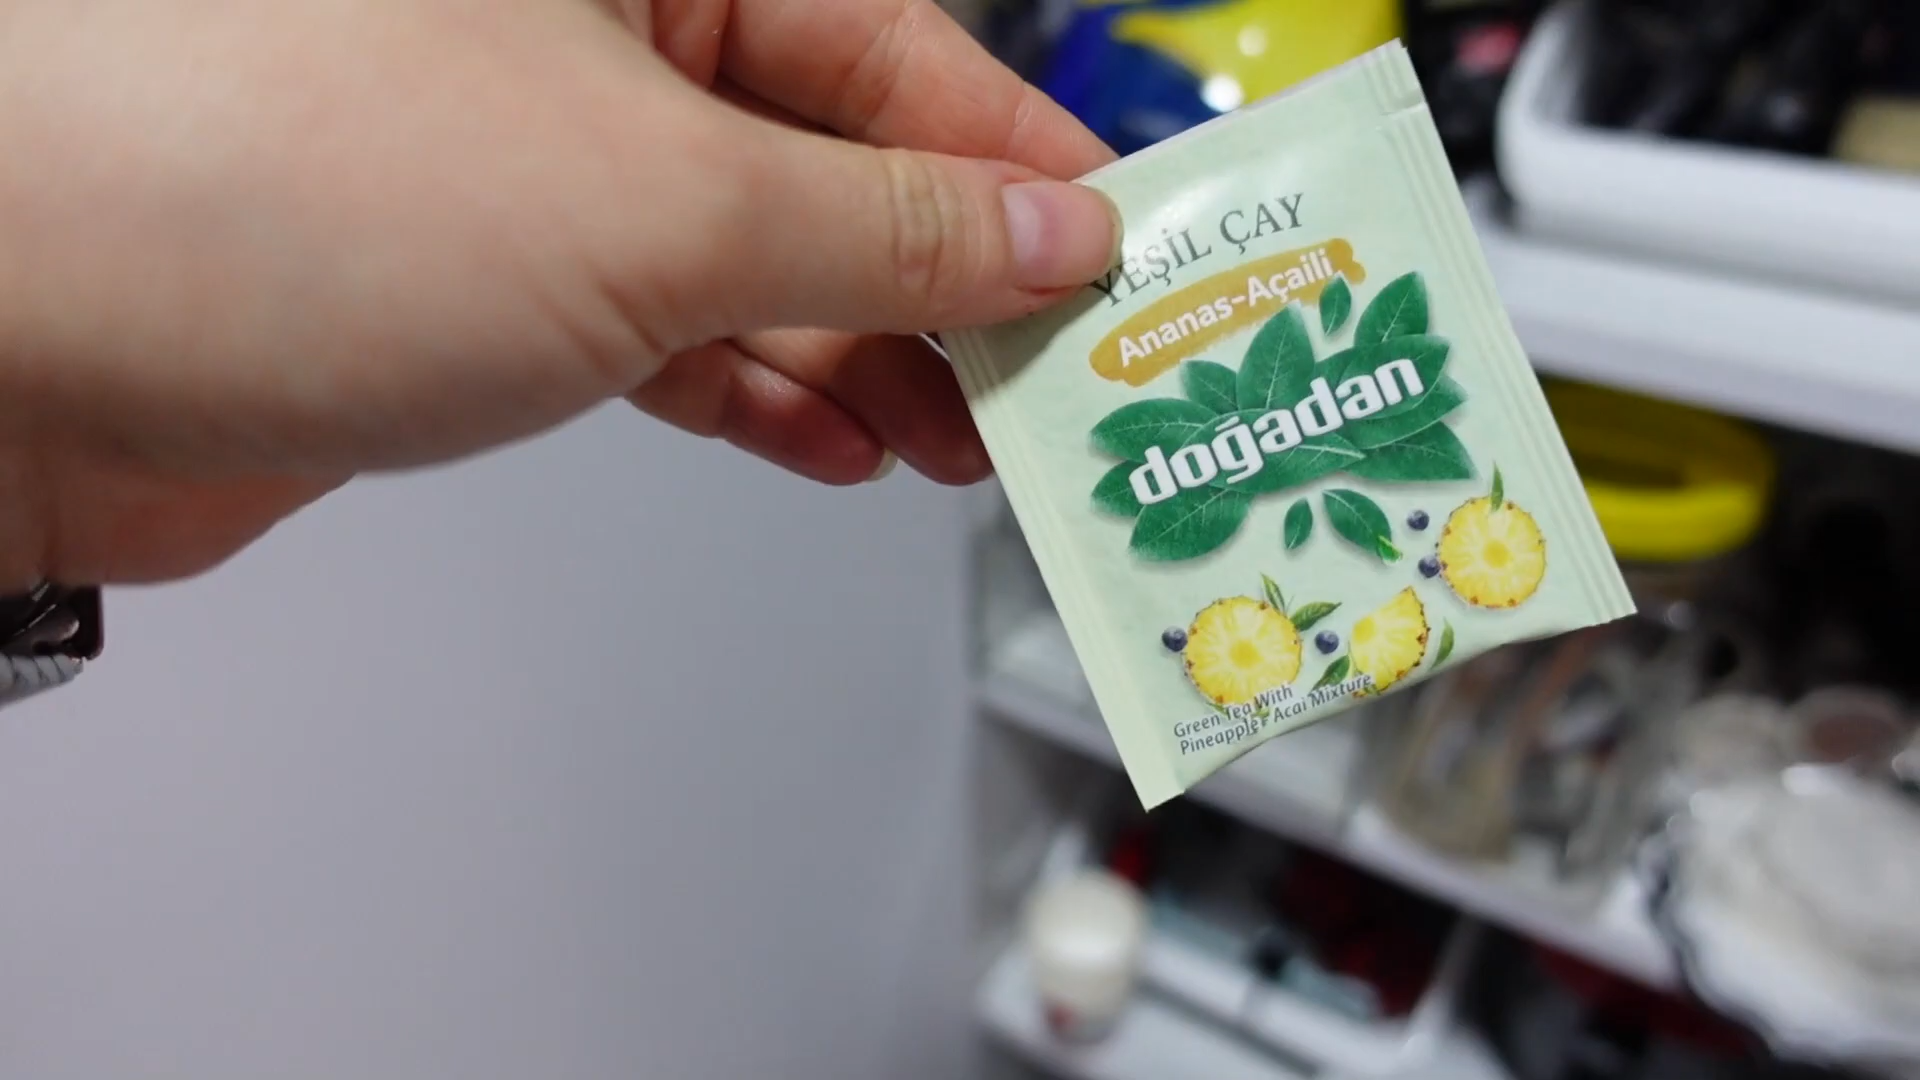 YEŞİL ÇAY
Ananas-Açaili
doğadan
Green Tea With
Pineapple - Acai Mixture